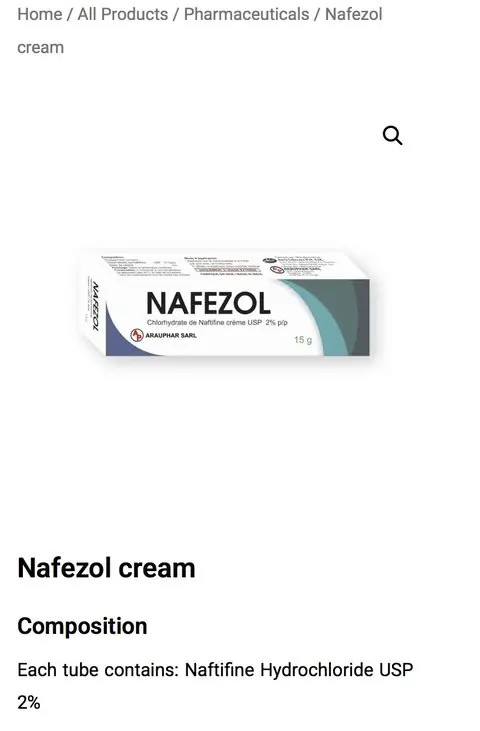 Home / All Products / Pharmaceuticals / Nafezol
cream
NAFEZOL
NAFEZOL
Chlorhydrate de Naftifine crème USP 2% p/p
ARAUPHAR SARL
15 g
Nafezol cream
Composition
Each tube contains: Naftifine Hydrochloride USP
2%